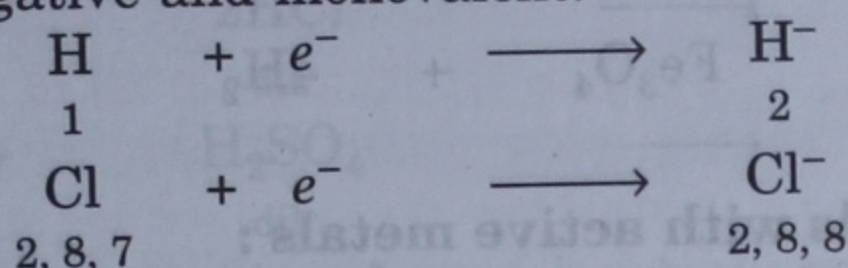 H + e⁻ ⟶ H⁻
1 2
Cl + e⁻ ⟶ Cl⁻
2, 8, 7 2, 8, 8